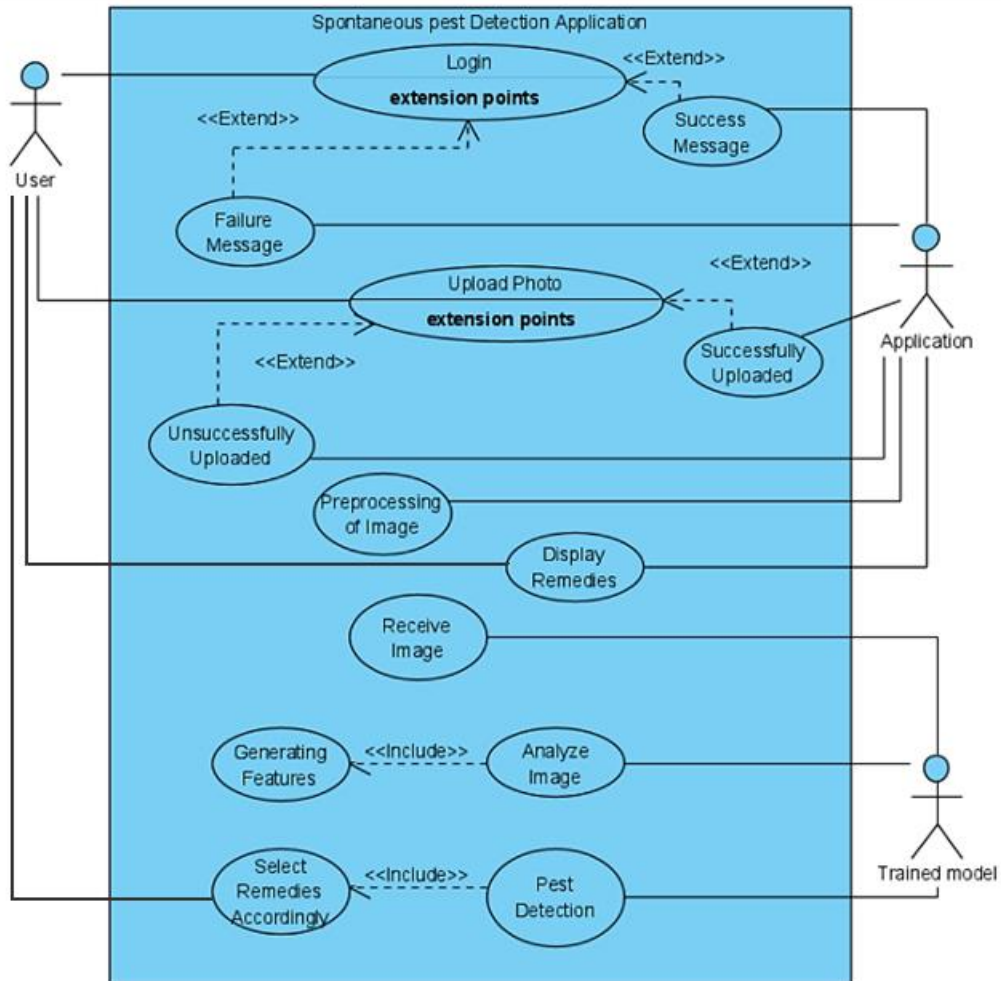 Spontaneous pest Detection Application
Login
extension points
<<Extend>>
Success
Message
<<Extend>>
User
Failure
Message
<<Extend>>
Upload Photo
extension points
Application
<<Extend>>
Successfully
Uploaded
Unsuccessfully
Uploaded
Preprocessing
of Image
Display
Remedies
Receive
Image
Generating
Features
<<Include>>
Analyze
Image
Select
Remedies
Accordingly
<<Include>>
Pest
Detection
Trained model